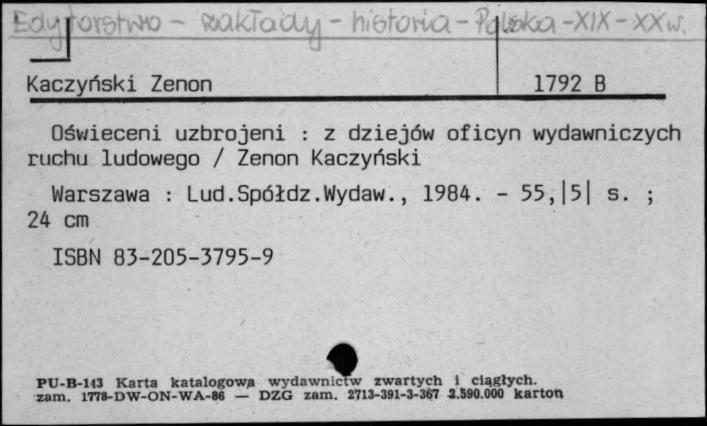 Edytorstwo - zakłady - historia - Polska - XIX - XX w.
Kaczyński Zenon 1792 B
Oświeceni uzbrojeni : z dziejów oficyn wydawniczych
ruchu ludowego / Zenon Kaczyński
Warszawa : Lud.Spółdz.Wydaw., 1984. - 55,|5| s. ;
24 cm
ISBN 83-205-3795-9
PU-B-143 Karta katalogowa wydawnictw zwartych i ciągłych.
zam. 1778-DW-ON-WA-86 — DZG zam. 2713-391-3-367 2.590.000 karton